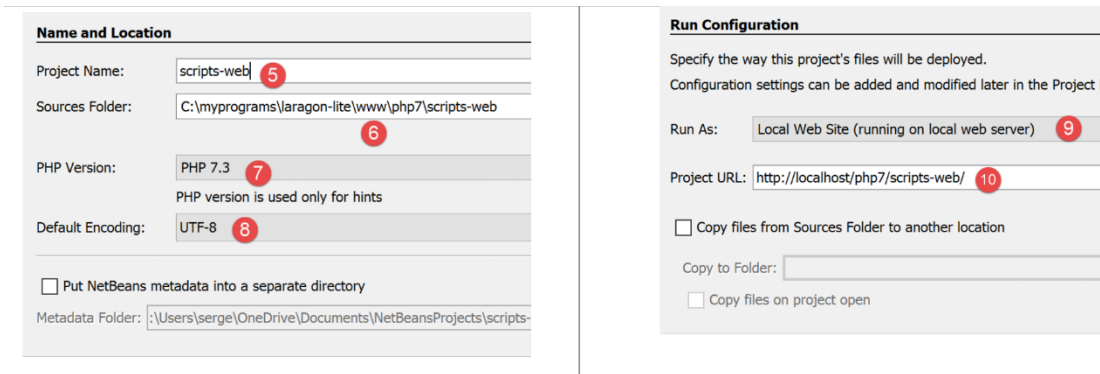 Name and Location
Project Name: scripts-web 5
Sources Folder: C:\myprograms\laragon-lite\www\php7\scripts-web
6
PHP Version: PHP 7.3 7
PHP version is used only for hints
Default Encoding: UTF-8 8
Put NetBeans metadata into a separate directory
Metadata Folder: :\Users\serge\OneDrive\Documents\NetBeansProjects\scripts-
Run Configuration
Specify the way this project's files will be deployed.
Configuration settings can be added and modified later in the Project
Run As: Local Web Site (running on local web server) 9
Project URL: http://localhost/php7/scripts-web/ 10
Copy files from Sources Folder to another location
Copy to Folder:
Copy files on project open